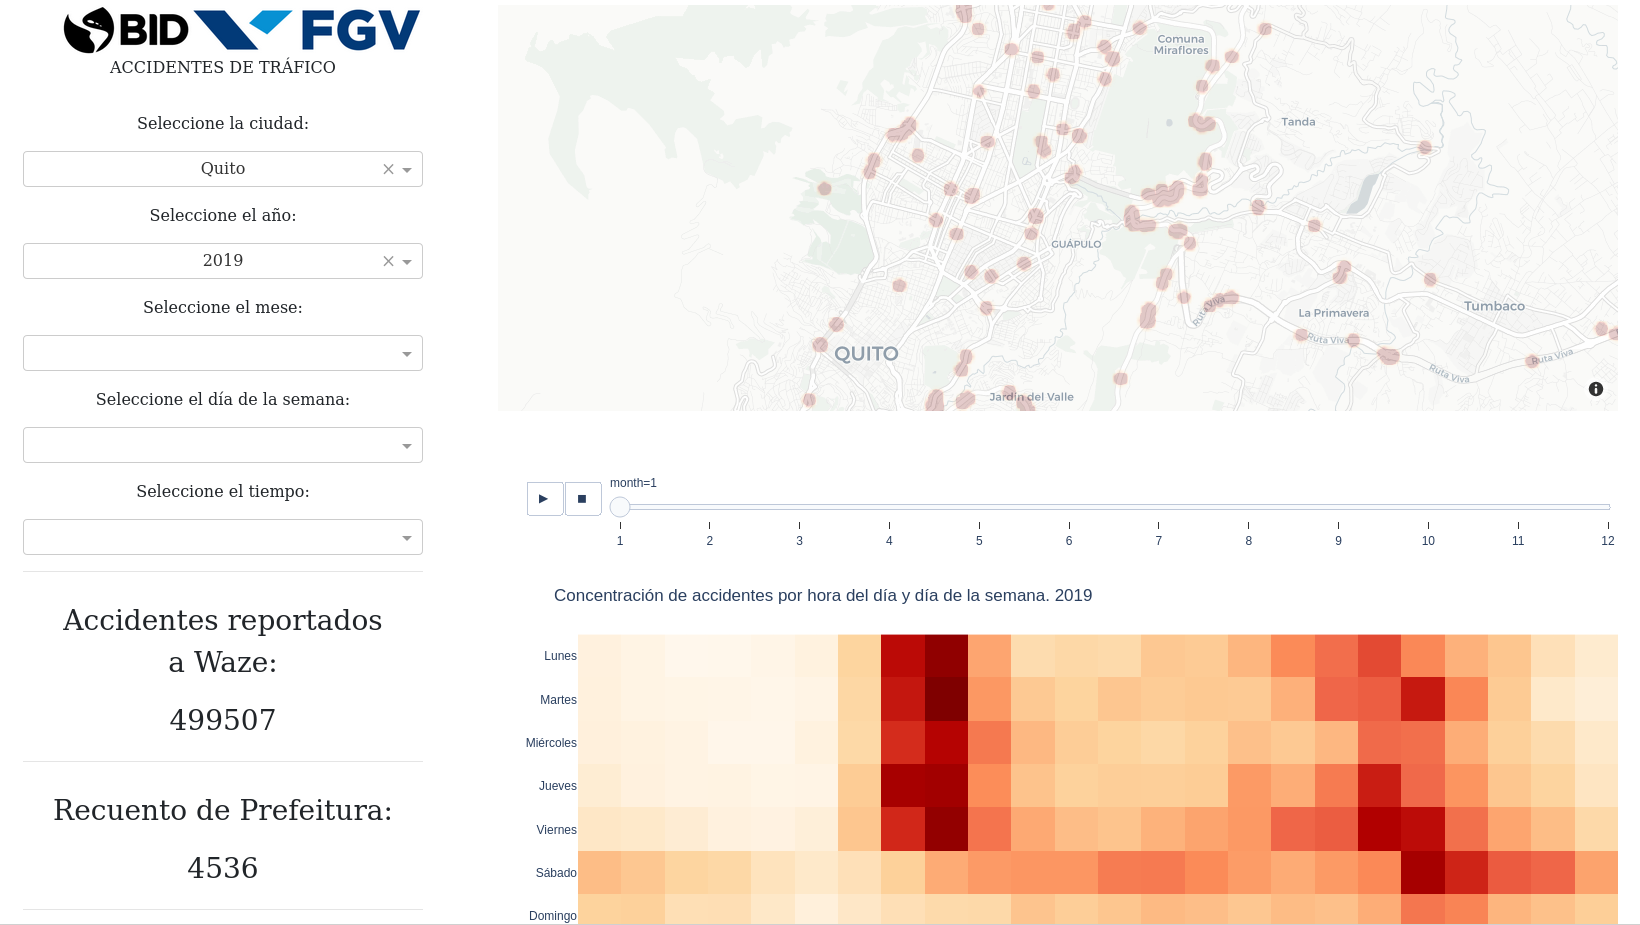 BID FGV
ACCIDENTES DE TRÁFICO
Seleccione la ciudad:
Quito
Seleccione el año:
2019
Seleccione el mese:
Seleccione el día de la semana:
Seleccione el tiempo:
Accidentes reportados
a Waze:
499507
Recuento de Prefeitura:
4536
Comuna
Miraflores
Tanda
GUÁPULO
Ruta Viva
La Primavera
Tumbaco
Ruta Viva
QUITO
Ruta Viva
Ruta Viva
Jardín del Valle
month=1
1 2 3 4 5 6 7 8 9 10 11 12
Concentración de accidentes por hora del día y día de la semana. 2019
Lunes
Martes
Miércoles
Jueves
Viernes
Sábado
Domingo